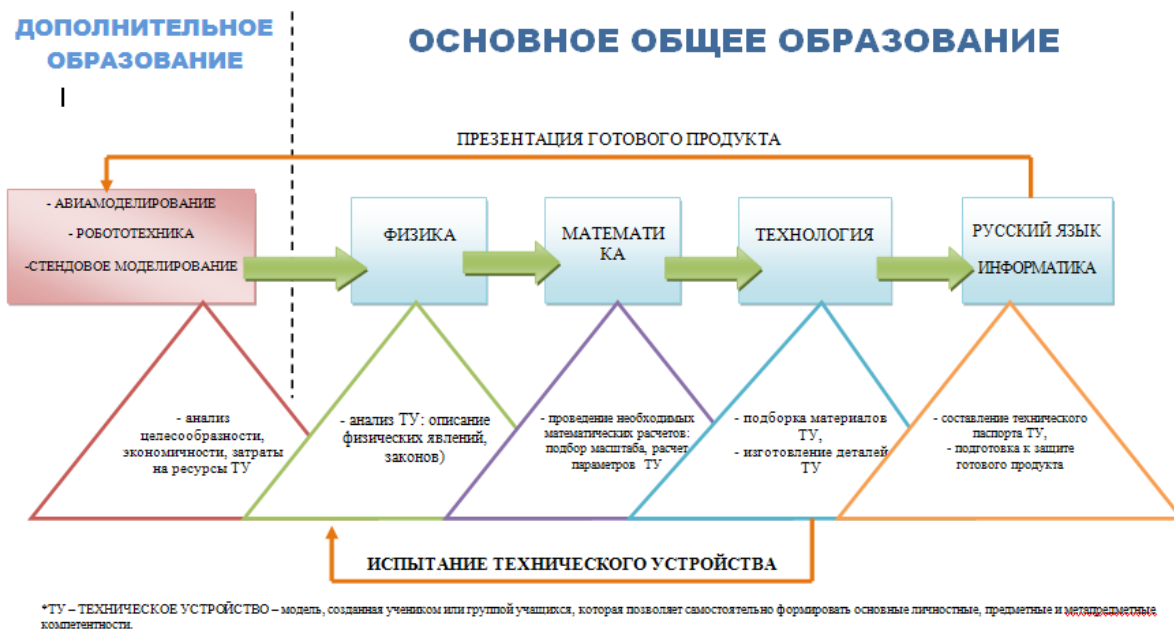 ДОПОЛНИТЕЛЬНОЕ
ОБРАЗОВАНИЕ
ОСНОВНОЕ ОБЩЕЕ ОБРАЗОВАНИЕ
ПРЕЗЕНТАЦИЯ ГОТОВОГО ПРОДУКТА
- АВИАМОДЕЛИРОВАНИЕ
- РОБОТОТЕХНИКА
-СТЕНДОВОЕ МОДЕЛИРОВАНИЕ
ФИЗИКА
МАТЕМАТИ
КА
ТЕХНОЛОГИЯ
РУССКИЙ ЯЗЫК
ИНФОРМАТИКА
- анализ
целесообразности,
экономичности, затраты
на ресурсы ТУ
- анализ ТУ: описание
физических явлений,
законов)
- проведение необходимых
математических расчетов:
подбор масштаба, расчет
параметров ТУ
- подборка материалов
ТУ,
- изготовление деталей
ТУ
- составление технического
паспорта ТУ,
- подготовка к защите
готового продукта
ИСПЫТАНИЕ ТЕХНИЧЕСКОГО УСТРОЙСТВА
*ТУ – ТЕХНИЧЕСКОЕ УСТРОЙСТВО – модель, созданная учеником или группой учащихся, которая позволяет самостоятельно формировать основные личностные, предметные и метапредметные
компетентности.